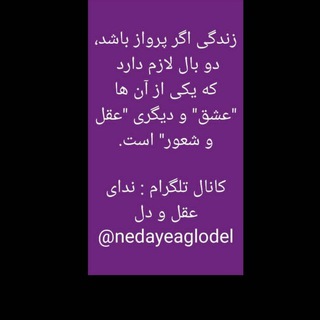 زندگی اگر پرواز باشد،
دو بال لازم دارد
که یکی از آن ها
"عشق" و دیگری "عقل
و شعور" است.
کانال تلگرام : ندای
عقل و دل
@nedayeaglodel